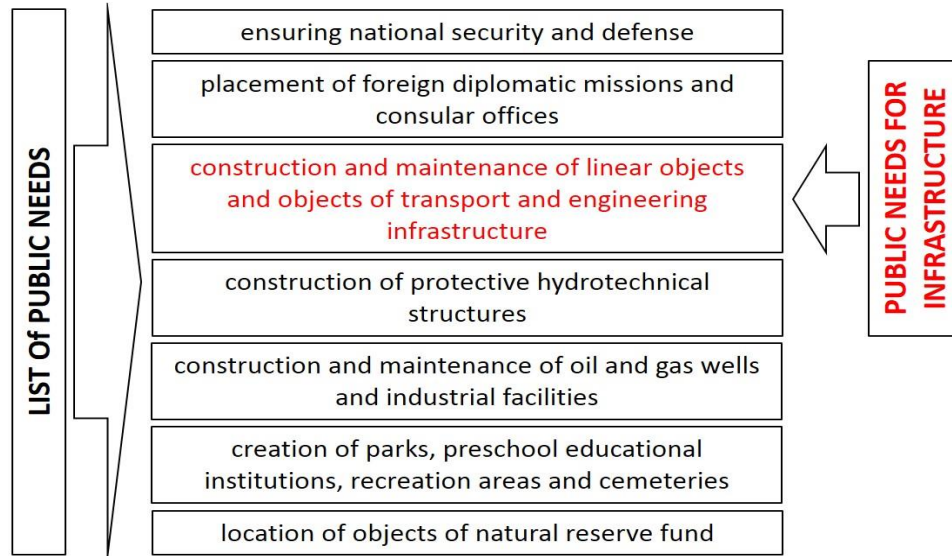 LIST Of PUBLIC NEEDS
ensuring national security and defense
placement of foreign diplomatic missions and
consular offices
construction and maintenance of linear objects
and objects of transport and engineering
infrastructure
construction of protective hydrotechnical
structures
construction and maintenance of oil and gas wells
and industrial facilities
creation of parks, preschool educational
institutions, recreation areas and cemeteries
location of objects of natural reserve fund
PUBLIC NEEDS FOR
INFRASTRUCTURE